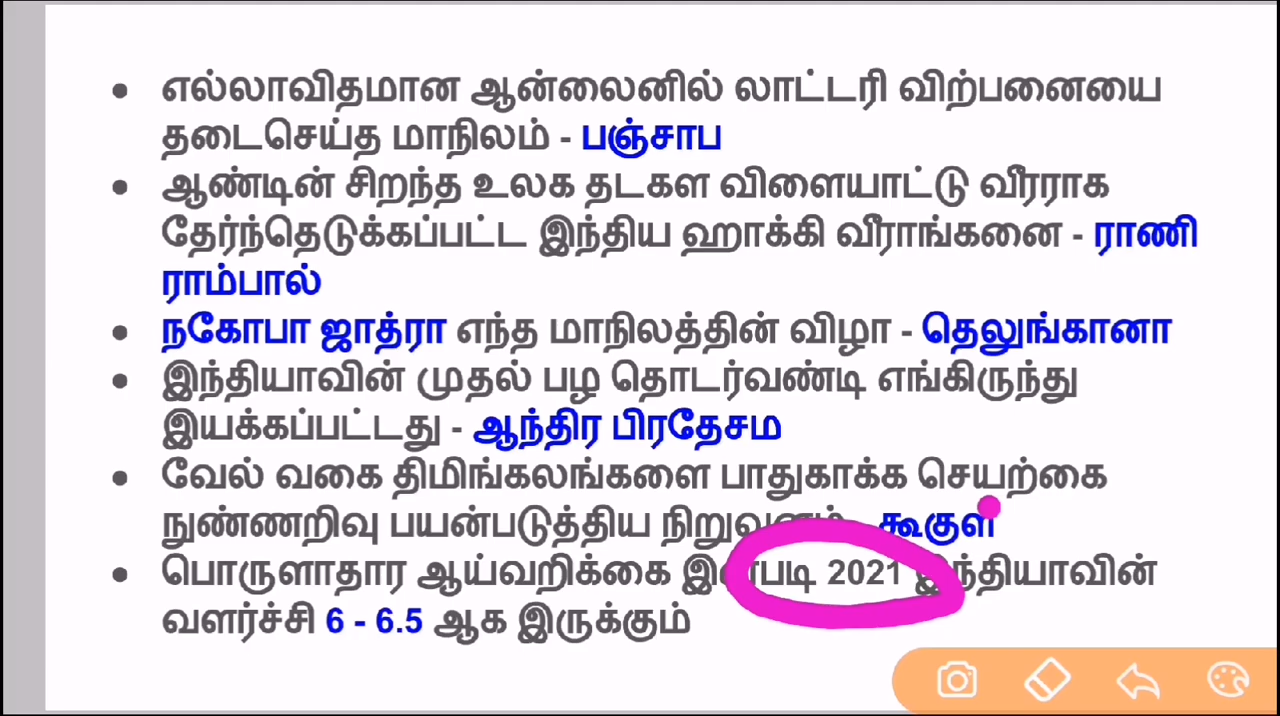 எல்லாவிதமான ஆன்லைனில் லாட்டரி விற்பனையை
தடைசெய்த மாநிலம் - பஞ்சாப
ஆண்டின் சிறந்த உலக தடகள விளையாட்டு வீரராக
தேர்ந்தெடுக்கப்பட்ட இந்திய ஹாக்கி வீராங்கனை - ராணி
ராம்பால்
நகோபா ஜாத்ரா எந்த மாநிலத்தின் விழா - தெலுங்கானா
இந்தியாவின் முதல் பழ தொடர்வண்டி எங்கிருந்து
இயக்கப்பட்டது - ஆந்திர பிரதேசம
வேல் வகை திமிங்கலங்களை பாதுகாக்க செயற்கை
நுண்ணறிவு பயன்படுத்திய நிறுவனம் - கூகுள
பொருளாதார ஆய்வறிக்கை 2021 இந்தியாவின்
வளர்ச்சி 6 - 6.5 ஆக இருக்கும்